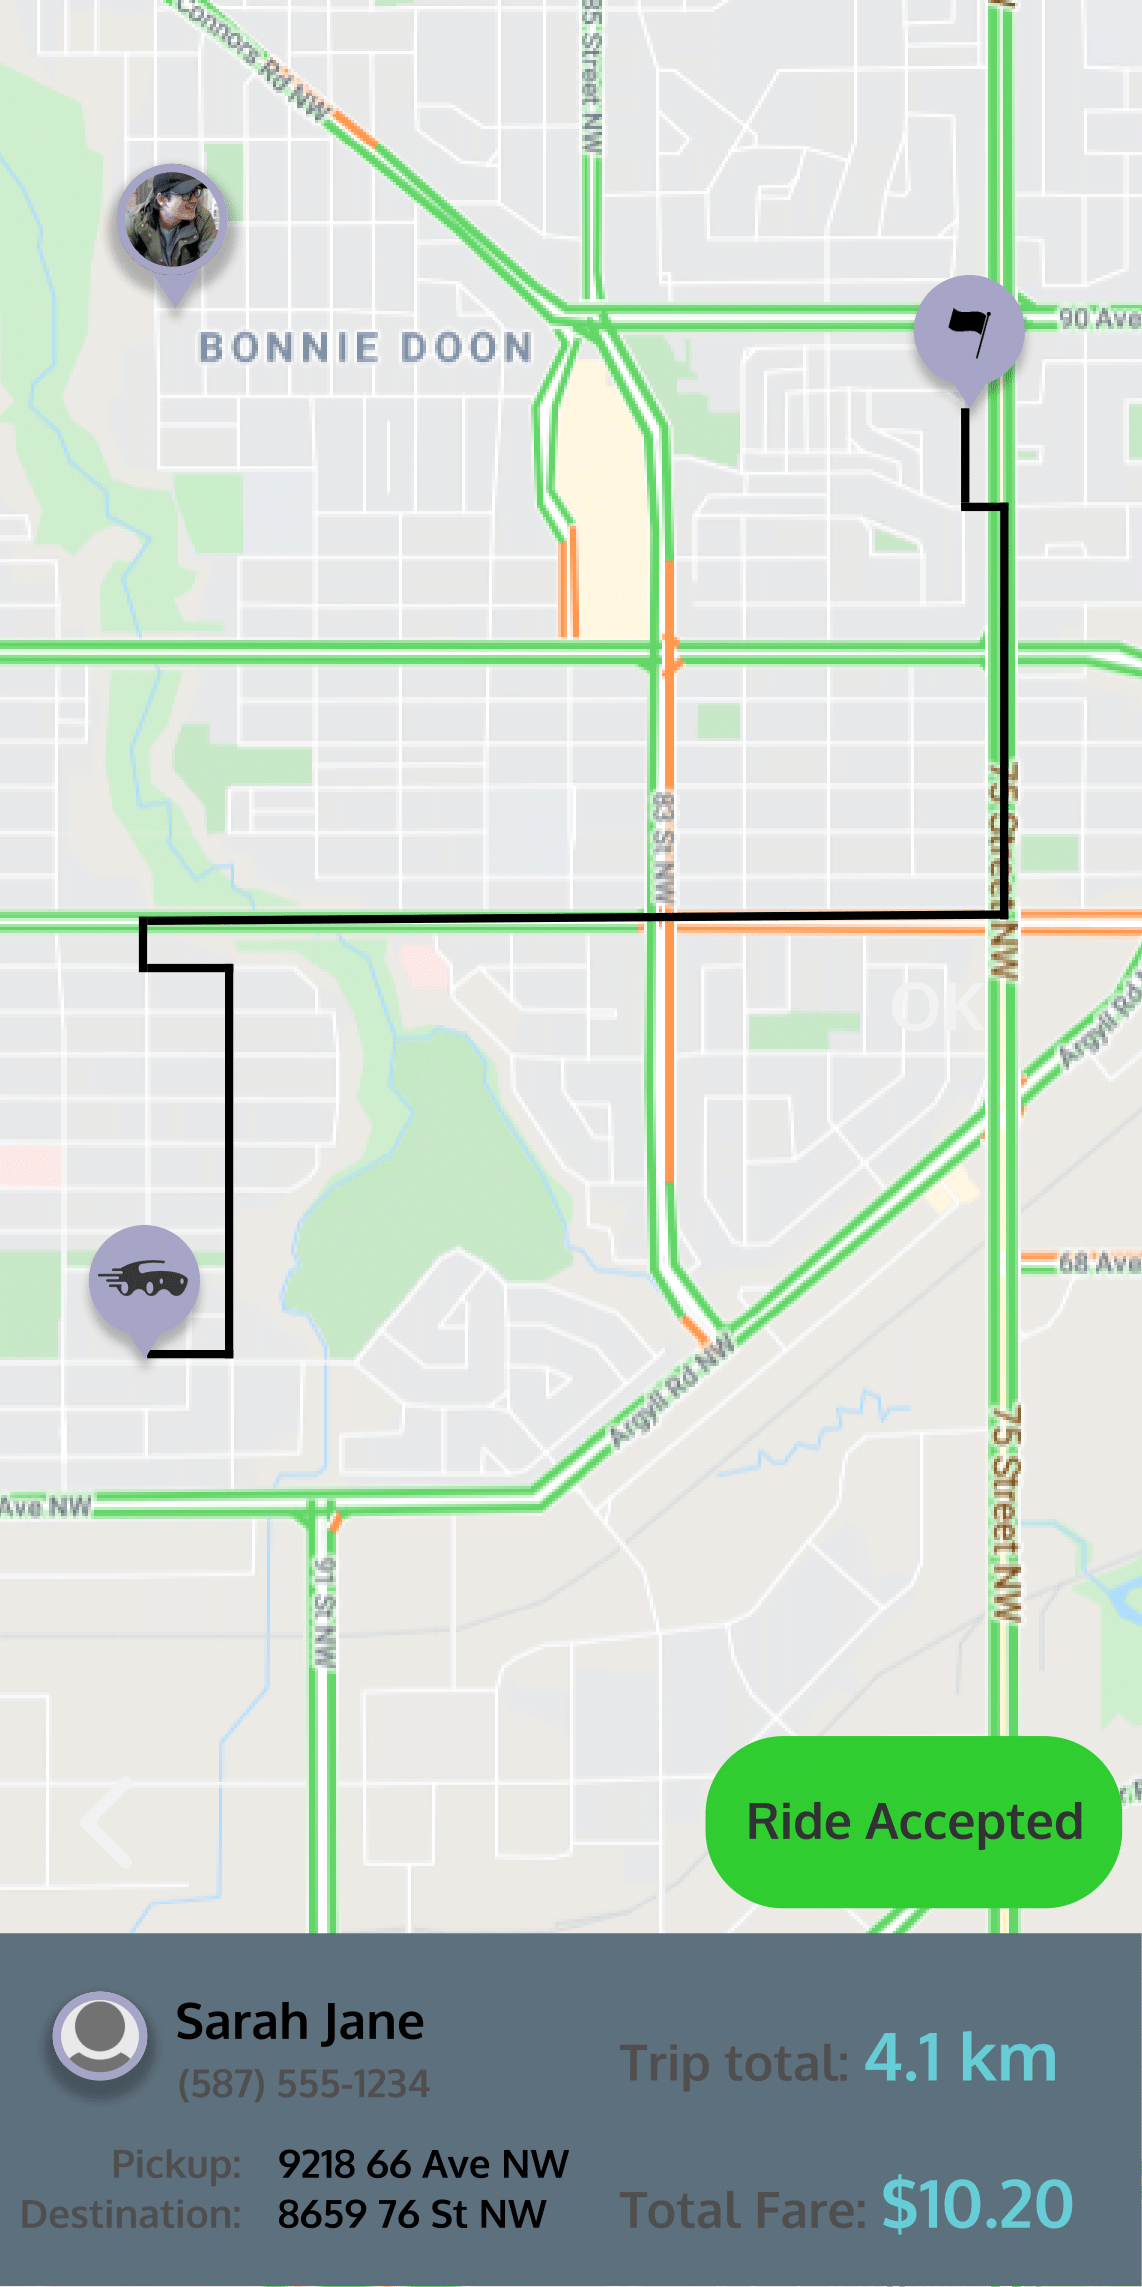 Connors Rd NW
85 Street NW
90 Ave
BONNIE DOON
75 Street NW
83 St NW
OK
Argyll Rd
68 Ave
Argyll Rd NW
75 Street NW
Ave NW
91 St NW
Ride Accepted
Sarah Jane
(587) 555-1234
Trip total: 4.1 km
Pickup: 9218 66 Ave NW
Destination: 8659 76 St NW
Total Fare: $10.20